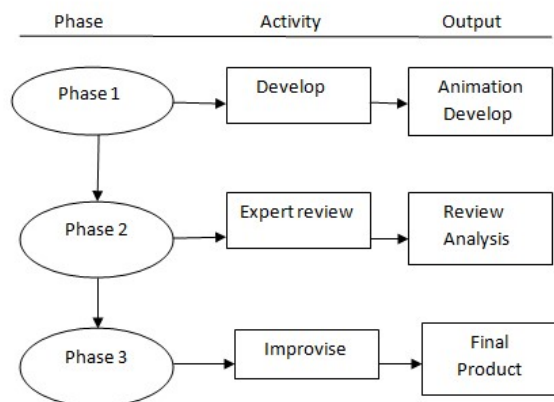 Phase Activity Output
Phase 1
Develop
Animation
Develop
Phase 2
Expert review
Review
Analysis
Phase 3
Improvise
Final
Product